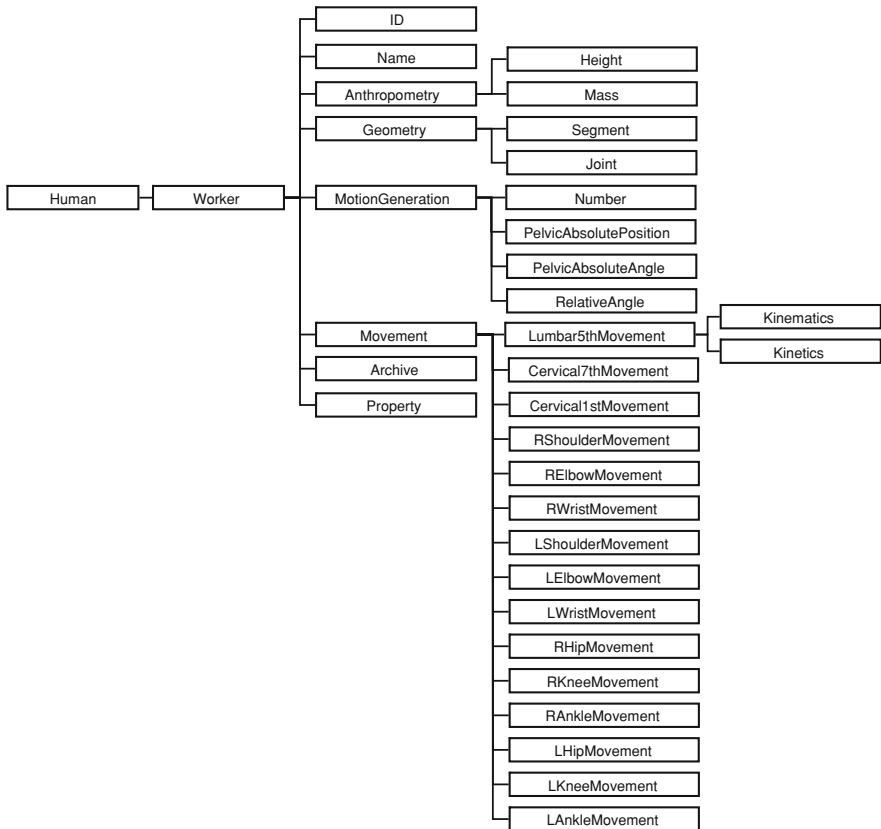 ID
Name
Height
Anthropometry
Mass
Geometry
Segment
Joint
Human
Worker
MotionGeneration
Number
PelvicAbsolutePosition
PelvicAbsoluteAngle
RelativeAngle
Kinematics
Movement
Lumbar5thMovement
Kinetics
Archive
Cervical7thMovement
Property
Cervical1stMovement
RShoulderMovement
RElbowMovement
RWristMovement
LShoulderMovement
LElbowMovement
LWristMovement
RHipMovement
RKneeMovement
RAnkleMovement
LHipMovement
LKneeMovement
LAnkleMovement